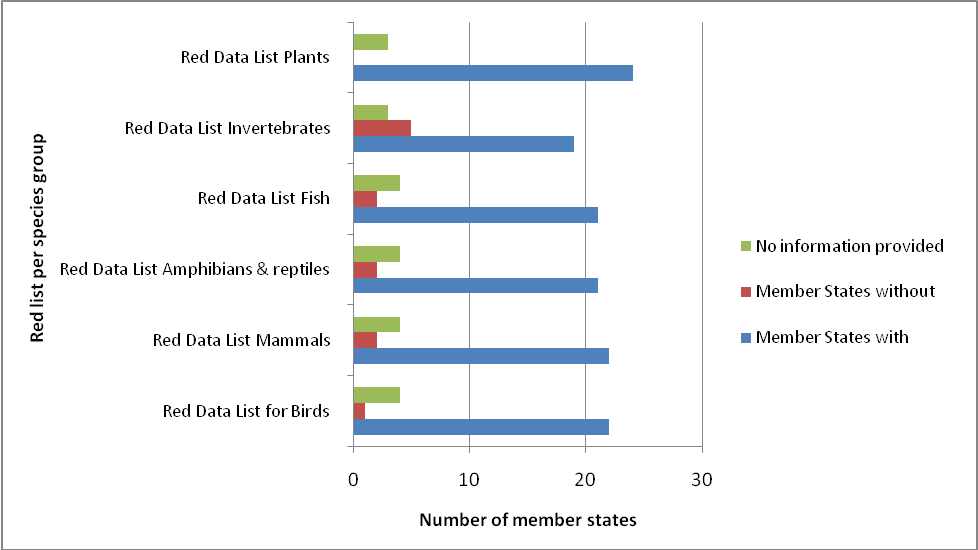 Red list per species group
Red Data List Plants
Red Data List Invertebrates
Red Data List Fish
Red Data List Amphibians & reptiles
Red Data List Mammals
Red Data List for Birds
0 10 20 30
Number of member states
No information provided
Member States without
Member States with